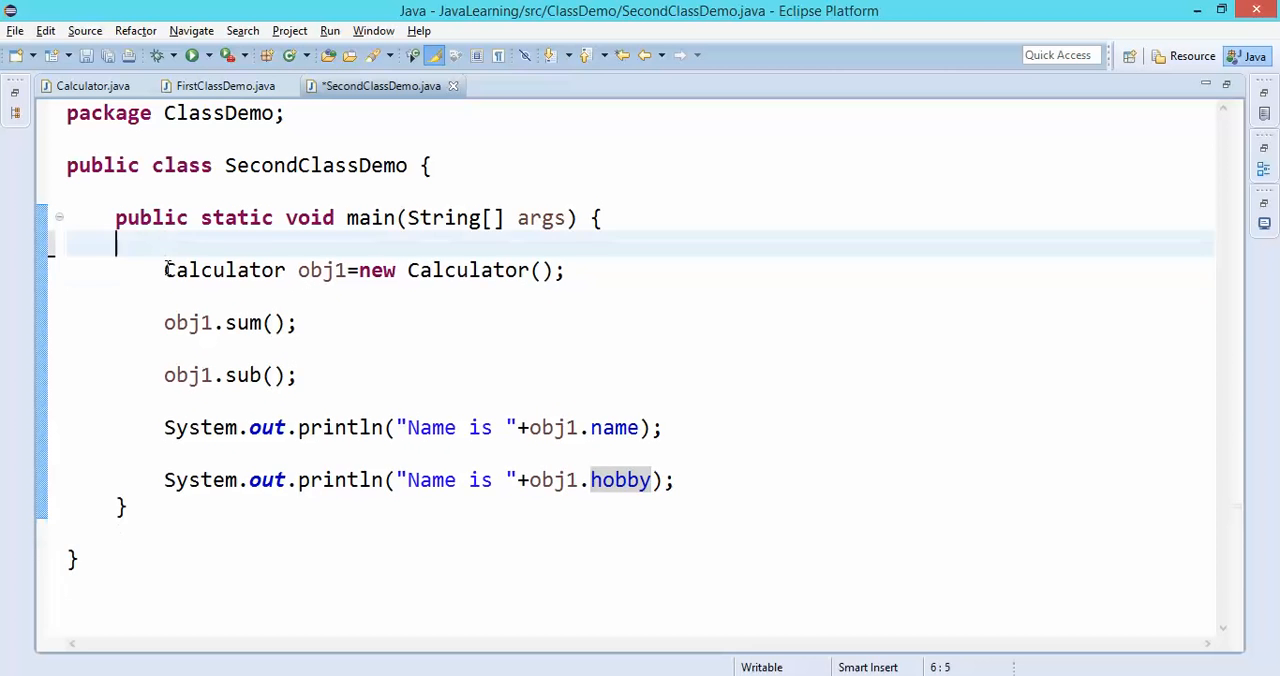 Java - JavaLearning/src/ClassDemo/SecondClassDemo.java - Eclipse Platform
File Edit Source Refactor Navigate Search Project Run Window Help
Quick Access Resource Java
Calculator.java FirstClassDemo.java *SecondClassDemo.java
package ClassDemo;
public class SecondClassDemo {
public static void main(String[] args) {
Calculator obj1=new Calculator();
obj1.sum();
obj1.sub();
System.out.println("Name is "+obj1.name);
System.out.println("Name is "+obj1.hobby);
}
}
Writable Smart Insert 6 : 5